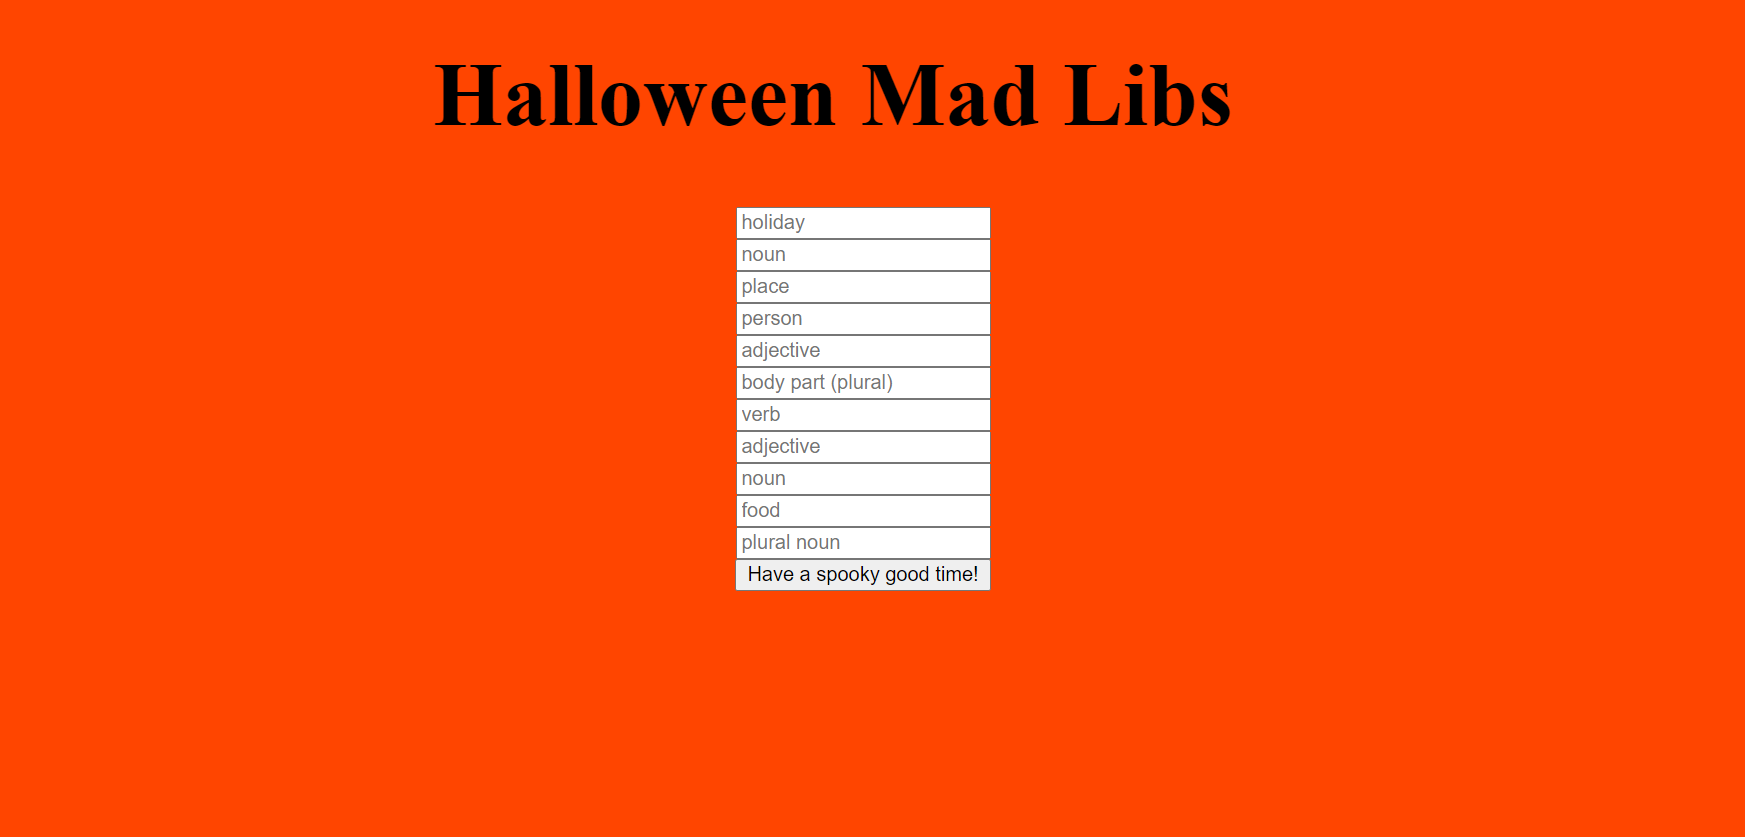 Halloween Mad Libs
holiday
noun
place
person
adjective
body part (plural)
verb
adjective
noun
food
plural noun
Have a spooky good time!